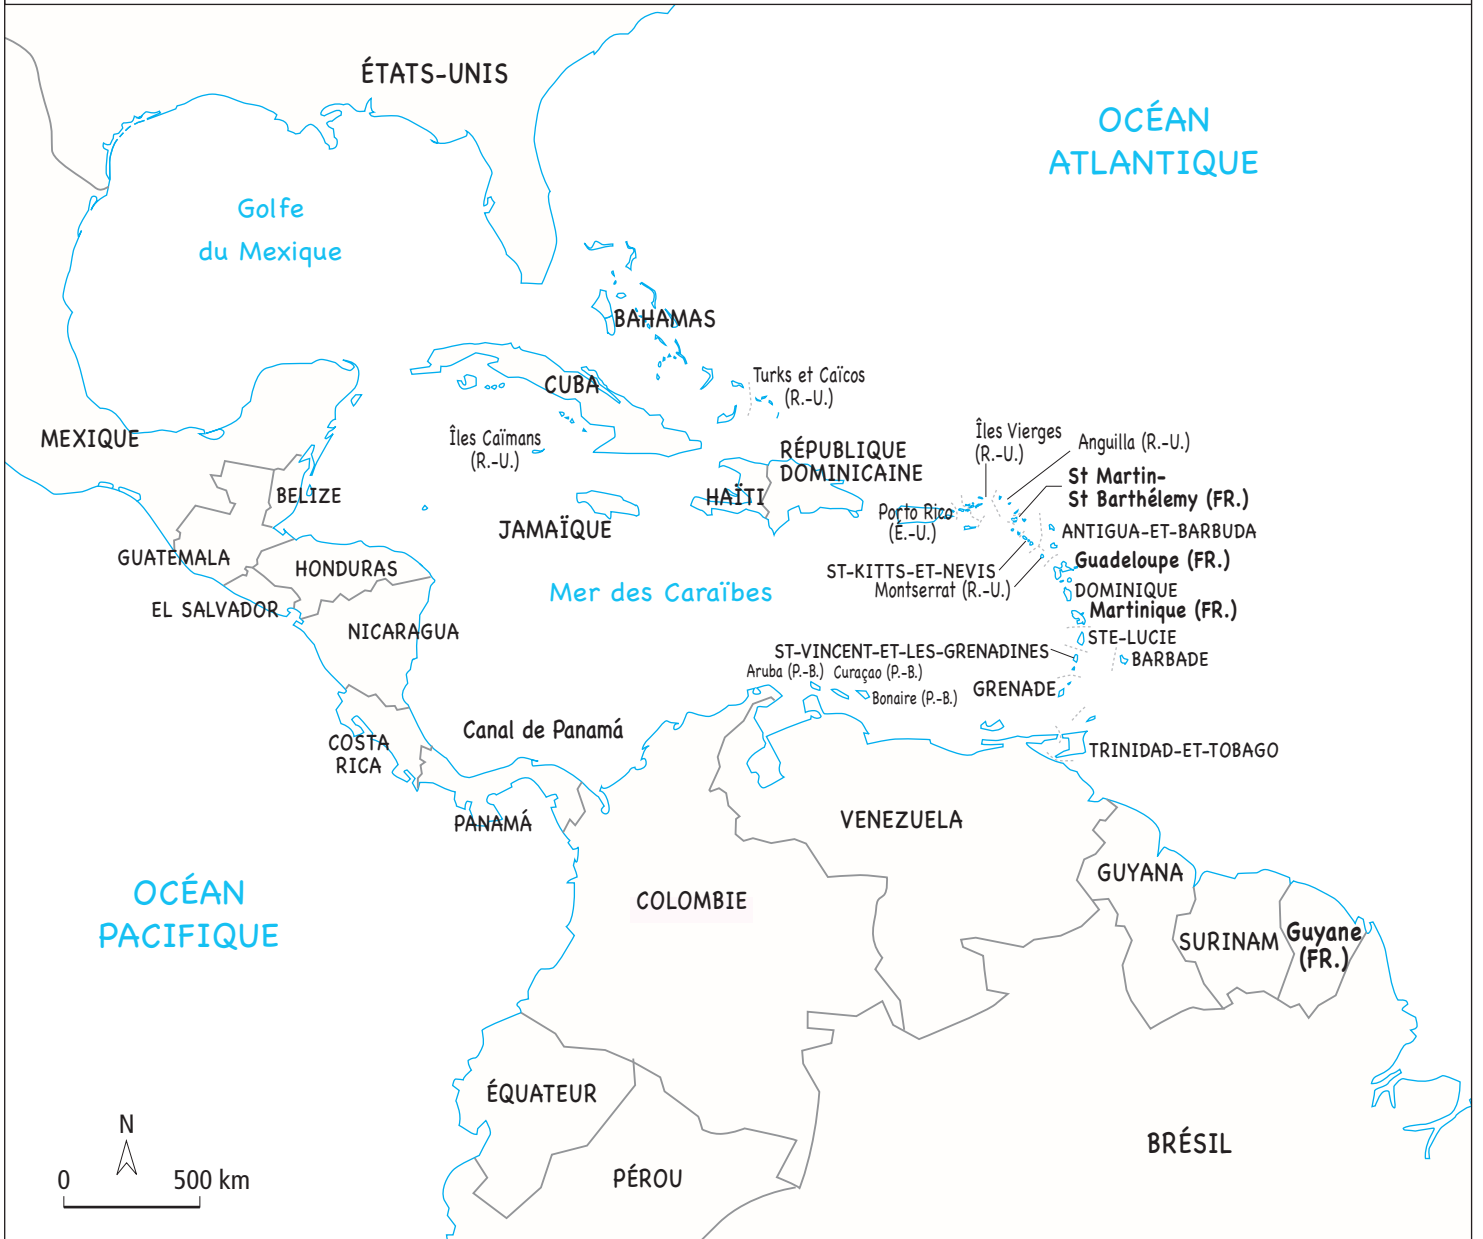 ÉTATS-UNIS
OCÉAN
ATLANTIQUE
Golfe
du Mexique
BAHAMAS
Turks et Caïcos
(R.-U.)
CUBA
MEXIQUE
Îles Caïmans
(R.-U.)
RÉPUBLIQUE
DOMINICAINE
Îles Vierges
(R.-U.)
Anguilla (R.-U.)
St Martin-
St Barthélemy (FR.)
BELIZE
HAÏTI
JAMAÏQUE
Porto Rico
(É.-U.)
ANTIGUA-ET-BARBUDA
GUATEMALA
HONDURAS
Guadeloupe (FR.)
ST-KITTS-ET-NEVIS
Montserrat (R.-U.)
Mer des Caraïbes
DOMINIQUE
EL SALVADOR
Martinique (FR.)
NICARAGUA
STE-LUCIE
ST-VINCENT-ET-LES-GRENADINES
BARBADE
Aruba (P.-B.)
Curaçao (P.-B.)
Bonaire (P.-B.)
GRENADE
Canal de Panamá
COSTA
RICA
TRINIDAD-ET-TOBAGO
PANAMÁ
VENEZUELA
GUYANA
OCÉAN
PACIFIQUE
COLOMBIE
SURINAM
Guyane
(FR.)
ÉQUATEUR
N
BRÉSIL
0
500 km
PÉROU